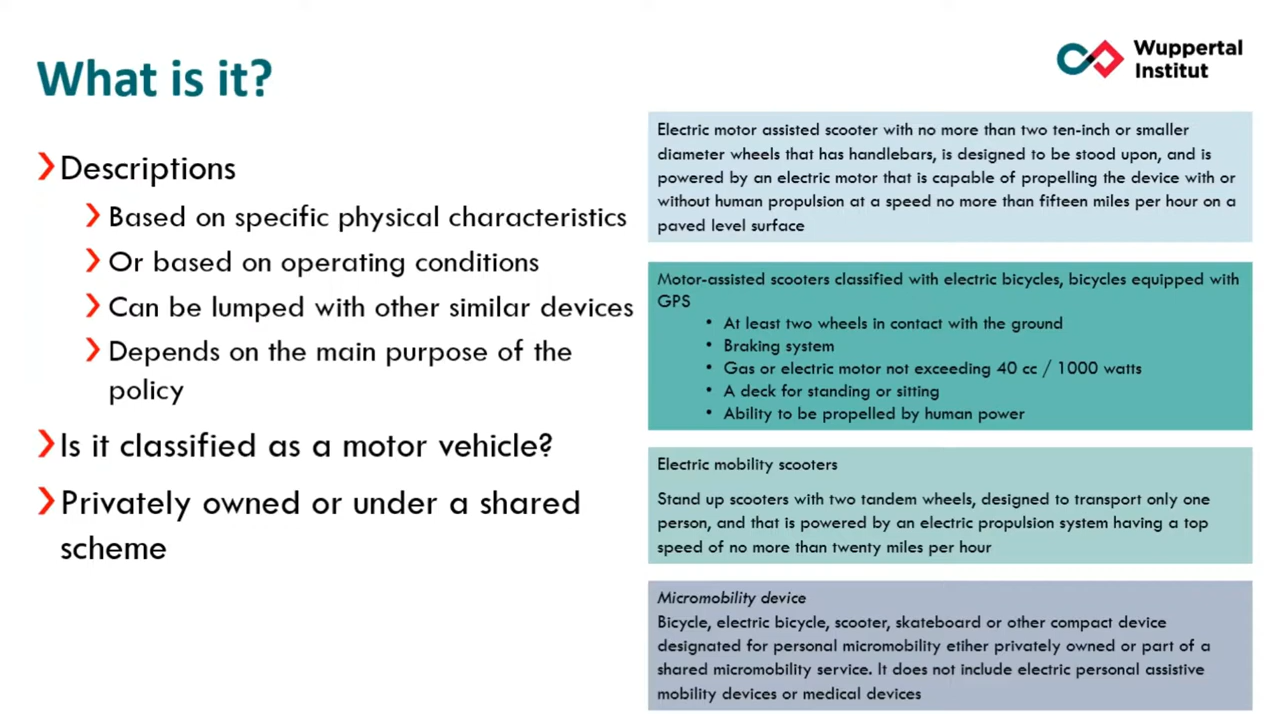 What is it?
Wuppertal
Institut
Descriptions
Based on specific physical characteristics
Or based on operating conditions
Can be lumped with other similar devices
Depends on the main purpose of the
policy
Is it classified as a motor vehicle?
Privately owned or under a shared
scheme
Electric motor assisted scooter with no more than two ten-inch or smaller
diameter wheels that has handlebars, is designed to be stood upon, and is
powered by an electric motor that is capable of propelling the device with or
without human propulsion at a speed no more than fifteen miles per hour on a
paved level surface
Motor-assisted scooters classified with electric bicycles, bicycles equipped with
GPS
• At least two wheels in contact with the ground
• Braking system
• Gas or electric motor not exceeding 40 cc / 1000 watts
• A deck for standing or sitting
• Ability to be propelled by human power
Electric mobility scooters
Stand up scooters with two tandem wheels, designed to transport only one
person, and that is powered by an electric propulsion system having a top
speed of no more than twenty miles per hour
Micromobility device
Bicycle, electric bicycle, scooter, skateboard or other compact device
designated for personal micromobility etiher privately owned or part of a
shared micromobility service. It does not include electric personal assistive
mobility devices or medical devices